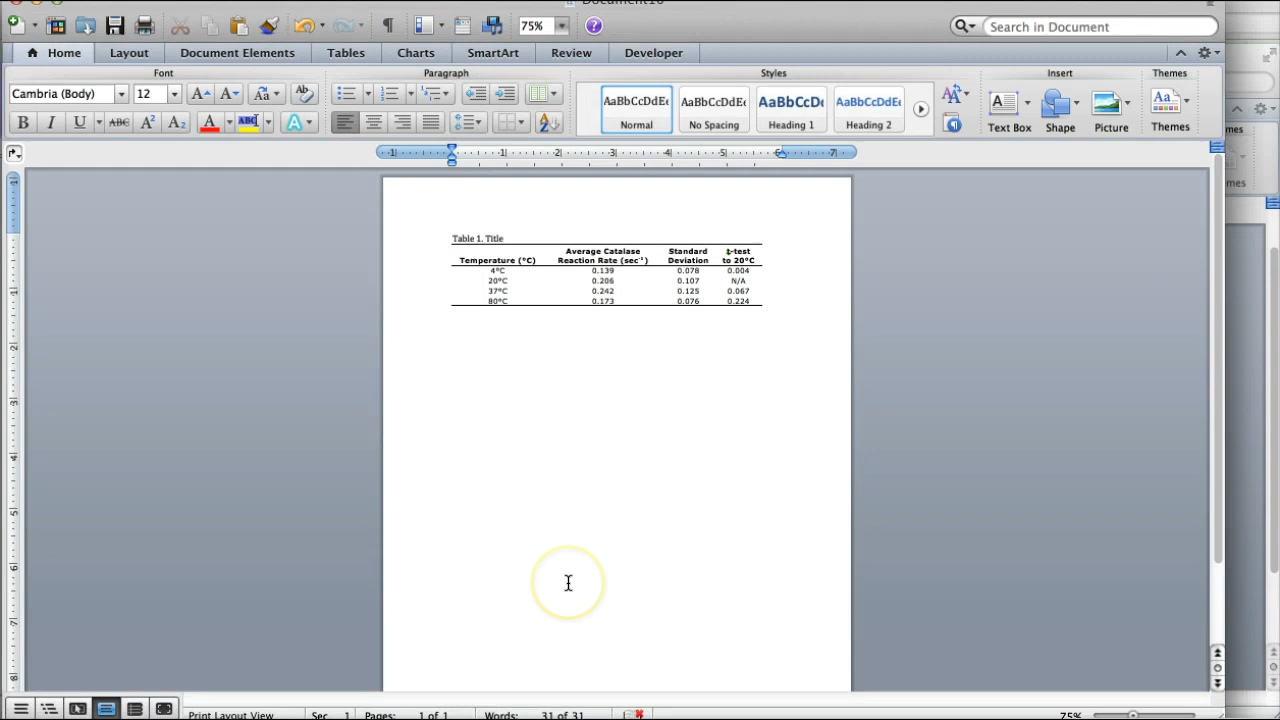 75%
Search in Document
Home Layout Document Elements Tables Charts SmartArt Review Developer
Font Paragraph Styles Insert Themes
Cambria (Body) 12
AaBbCcDdEe AaBbCcDdEe AaBbCcDc AaBbCcDdEe
Normal No Spacing Heading 1 Heading 2
Text Box Shape Picture Themes
Table 1. Title
Average Catalase Standard t-test
Temperature (°C) Reaction Rate (sec⁻¹) Deviation to 20°C
4°C 0.139 0.078 0.004
20°C 0.206 0.107 N/A
37°C 0.242 0.125 0.067
80°C 0.173 0.076 0.224
Print Layout View Sec 1 Pages: 1 of 1 Words: 31 of 31 75%